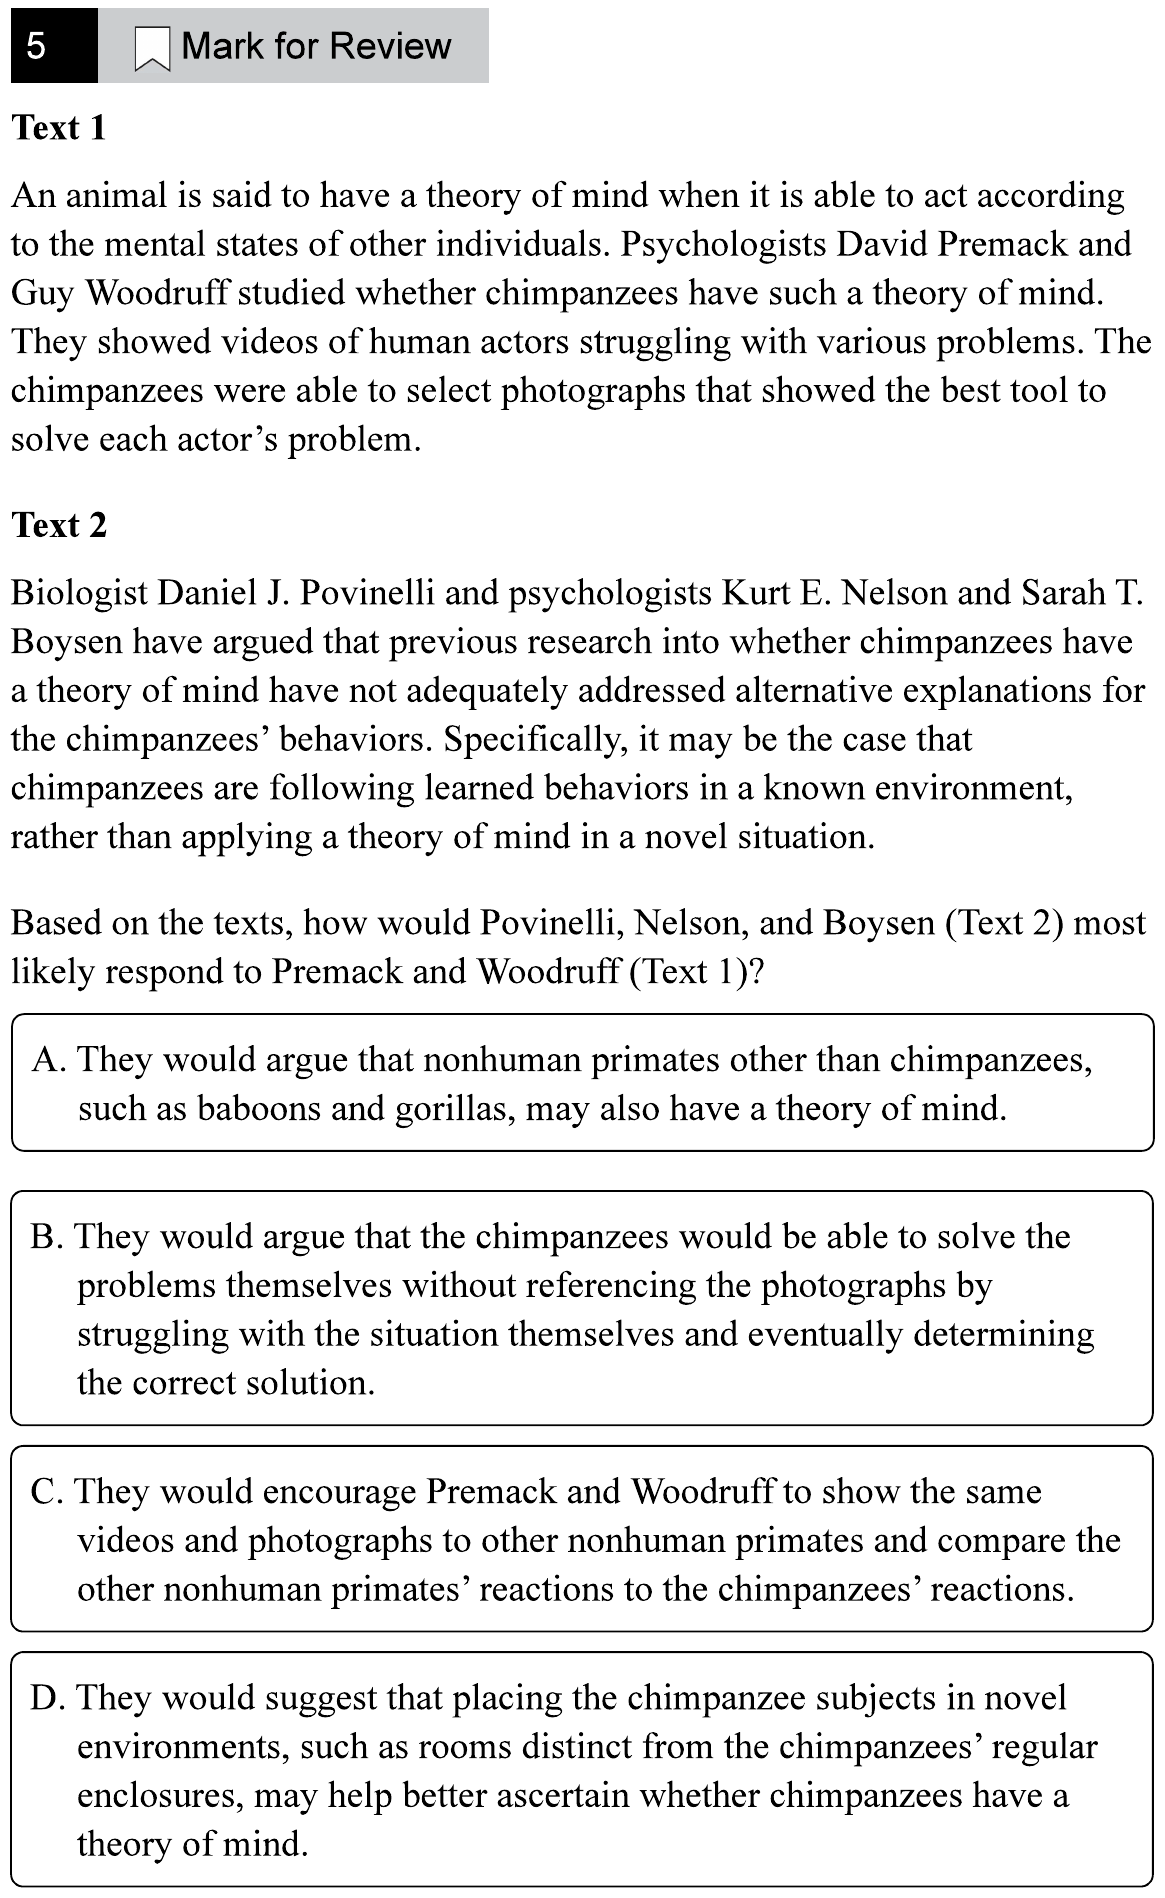 5 Mark for Review
Text 1
An animal is said to have a theory of mind when it is able to act according
to the mental states of other individuals. Psychologists David Premack and
Guy Woodruff studied whether chimpanzees have such a theory of mind.
They showed videos of human actors struggling with various problems. The
chimpanzees were able to select photographs that showed the best tool to
solve each actor’s problem.
Text 2
Biologist Daniel J. Povinelli and psychologists Kurt E. Nelson and Sarah T.
Boysen have argued that previous research into whether chimpanzees have
a theory of mind have not adequately addressed alternative explanations for
the chimpanzees’ behaviors. Specifically, it may be the case that
chimpanzees are following learned behaviors in a known environment,
rather than applying a theory of mind in a novel situation.
Based on the texts, how would Povinelli, Nelson, and Boysen (Text 2) most
likely respond to Premack and Woodruff (Text 1)?
A. They would argue that nonhuman primates other than chimpanzees,
such as baboons and gorillas, may also have a theory of mind.
B. They would argue that the chimpanzees would be able to solve the
problems themselves without referencing the photographs by
struggling with the situation themselves and eventually determining
the correct solution.
C. They would encourage Premack and Woodruff to show the same
videos and photographs to other nonhuman primates and compare the
other nonhuman primates’ reactions to the chimpanzees’ reactions.
D. They would suggest that placing the chimpanzee subjects in novel
environments, such as rooms distinct from the chimpanzees’ regular
enclosures, may help better ascertain whether chimpanzees have a
theory of mind.